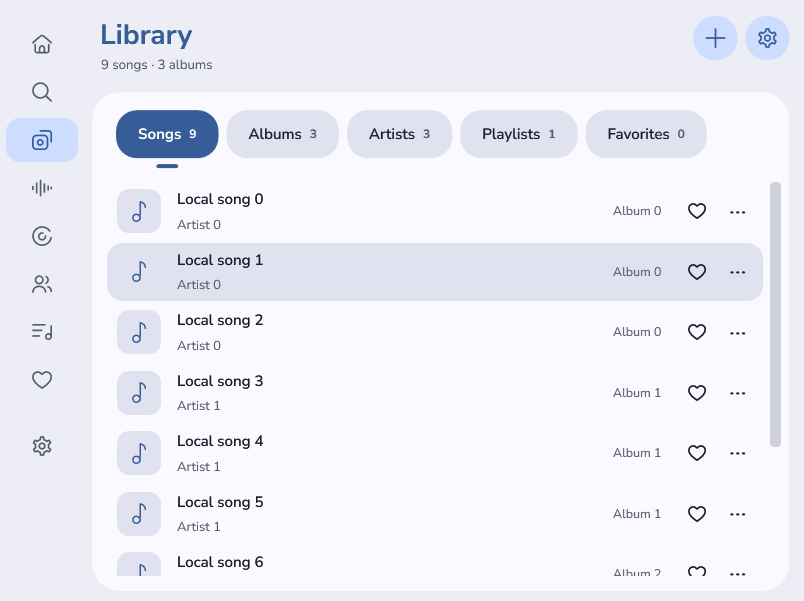 Library
9 songs · 3 albums
Songs 9
Albums 3
Artists 3
Playlists 1
Favorites 0
Local song 0
Artist 0
Album 0
Local song 1
Artist 0
Album 0
Local song 2
Artist 0
Album 0
Local song 3
Artist 1
Album 1
Local song 4
Artist 1
Album 1
Local song 5
Artist 1
Album 1
Local song 6
Album 2